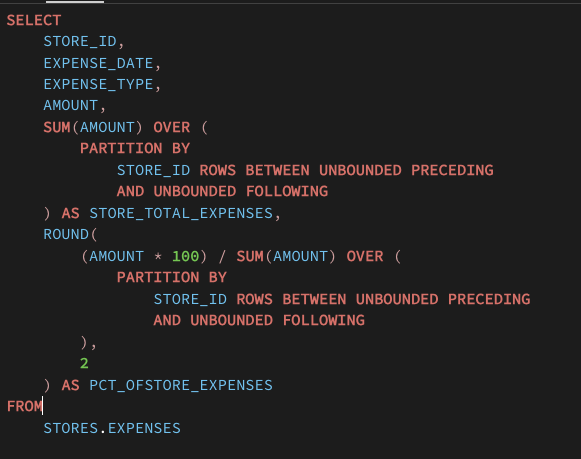 SELECT
STORE_ID,
EXPENSE_DATE,
EXPENSE_TYPE,
AMOUNT,
SUM(AMOUNT) OVER (
PARTITION BY
STORE_ID ROWS BETWEEN UNBOUNDED PRECEDING
AND UNBOUNDED FOLLOWING
) AS STORE_TOTAL_EXPENSES,
ROUND(
(AMOUNT * 100) / SUM(AMOUNT) OVER (
PARTITION BY
STORE_ID ROWS BETWEEN UNBOUNDED PRECEDING
AND UNBOUNDED FOLLOWING
),
2
) AS PCT_OFSTORE_EXPENSES
FROM
STORES.EXPENSES